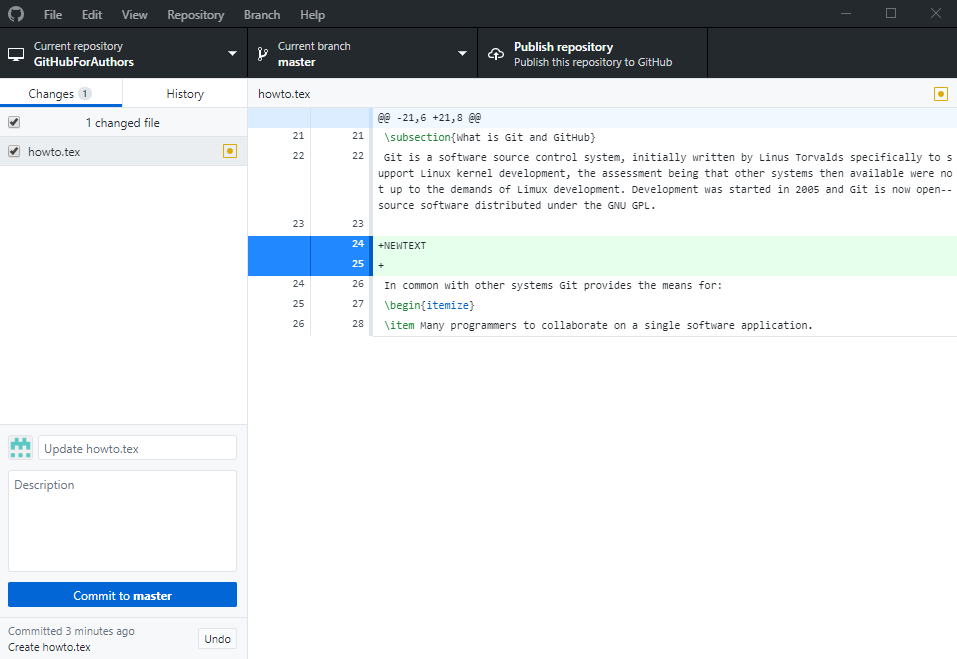 File Edit View Repository Branch Help
Current repository
GitHubForAuthors
Current branch
master
Publish repository
Publish this repository to GitHub
Changes 1 History
1 changed file
howto.tex
howto.tex
@@ -21,6 +21,8 @@
21 21 \subsection{What is Git and GitHub}
22 22 Git is a software source control system, initially written by Linus Torvalds specifically to s
upport Linux kernel development, the assessment being that other systems then available were no
t up to the demands of Limux development. Development was started in 2005 and Git is now open--
source software distributed under the GNU GPL.
23 23
24 +NEWTEXT
25 +
24 26 In common with other systems Git provides the means for:
25 27 \begin{itemize}
26 28 \item Many programmers to collaborate on a single software application.
Update howto.tex
Description
Commit to master
Committed 3 minutes ago
Create howto.tex
Undo